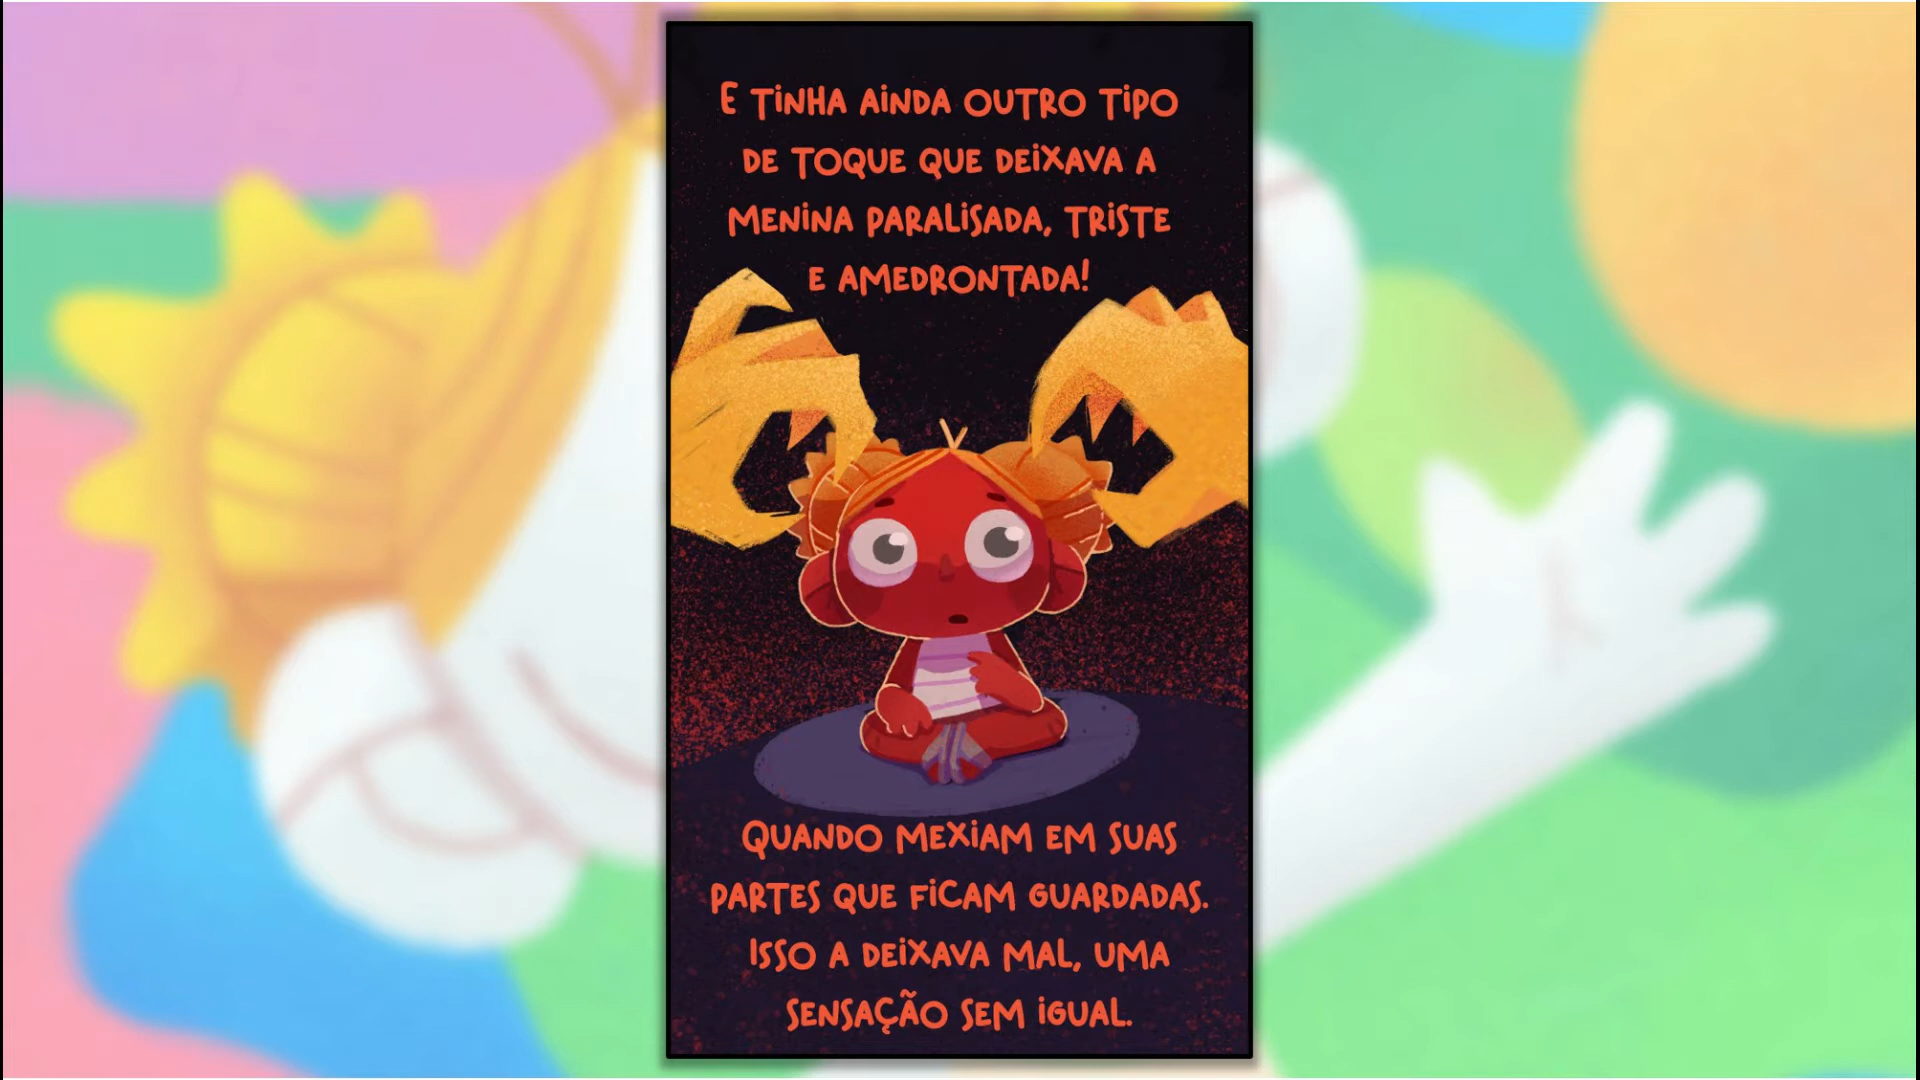 E TINHA AINDA OUTRO TIPO
DE TOQUE QUE DEIXAVA A
MENINA PARALISADA, TRISTE
E AMEDRONTADA!
QUANDO MEXIAM EM SUAS
PARTES QUE FICAM GUARDADAS.
ISSO A DEIXAVA MAL, UMA
SENSAÇÃO SEM IGUAL.